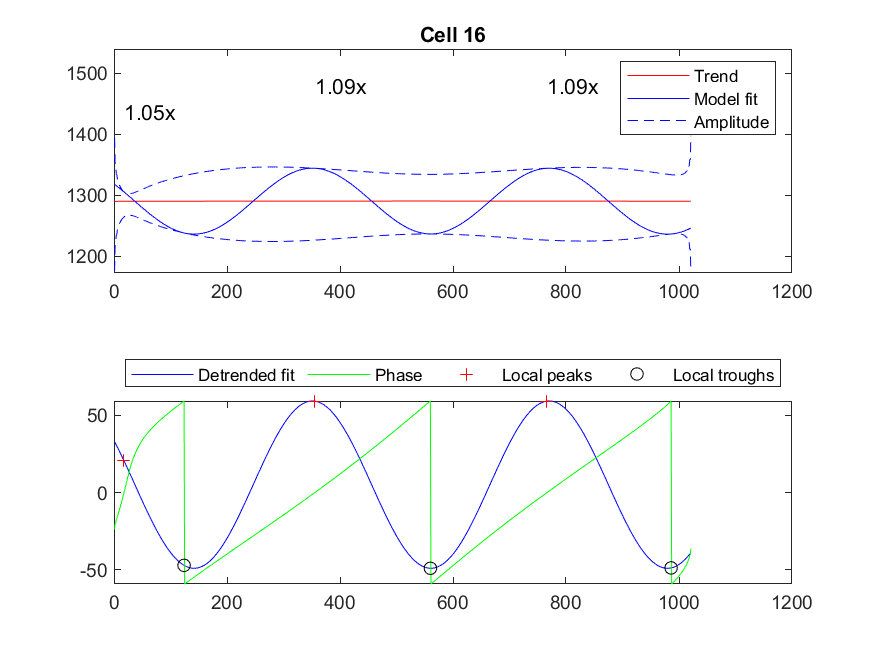 Cell 16
1500
1400
1300
1200
1.05x
1.09x
1.09x
Trend
Model fit
Amplitude
0
200
400
600
800
1000
1200
Detrended fit
Phase
Local peaks
Local troughs
50
0
-50
0
200
400
600
800
1000
1200